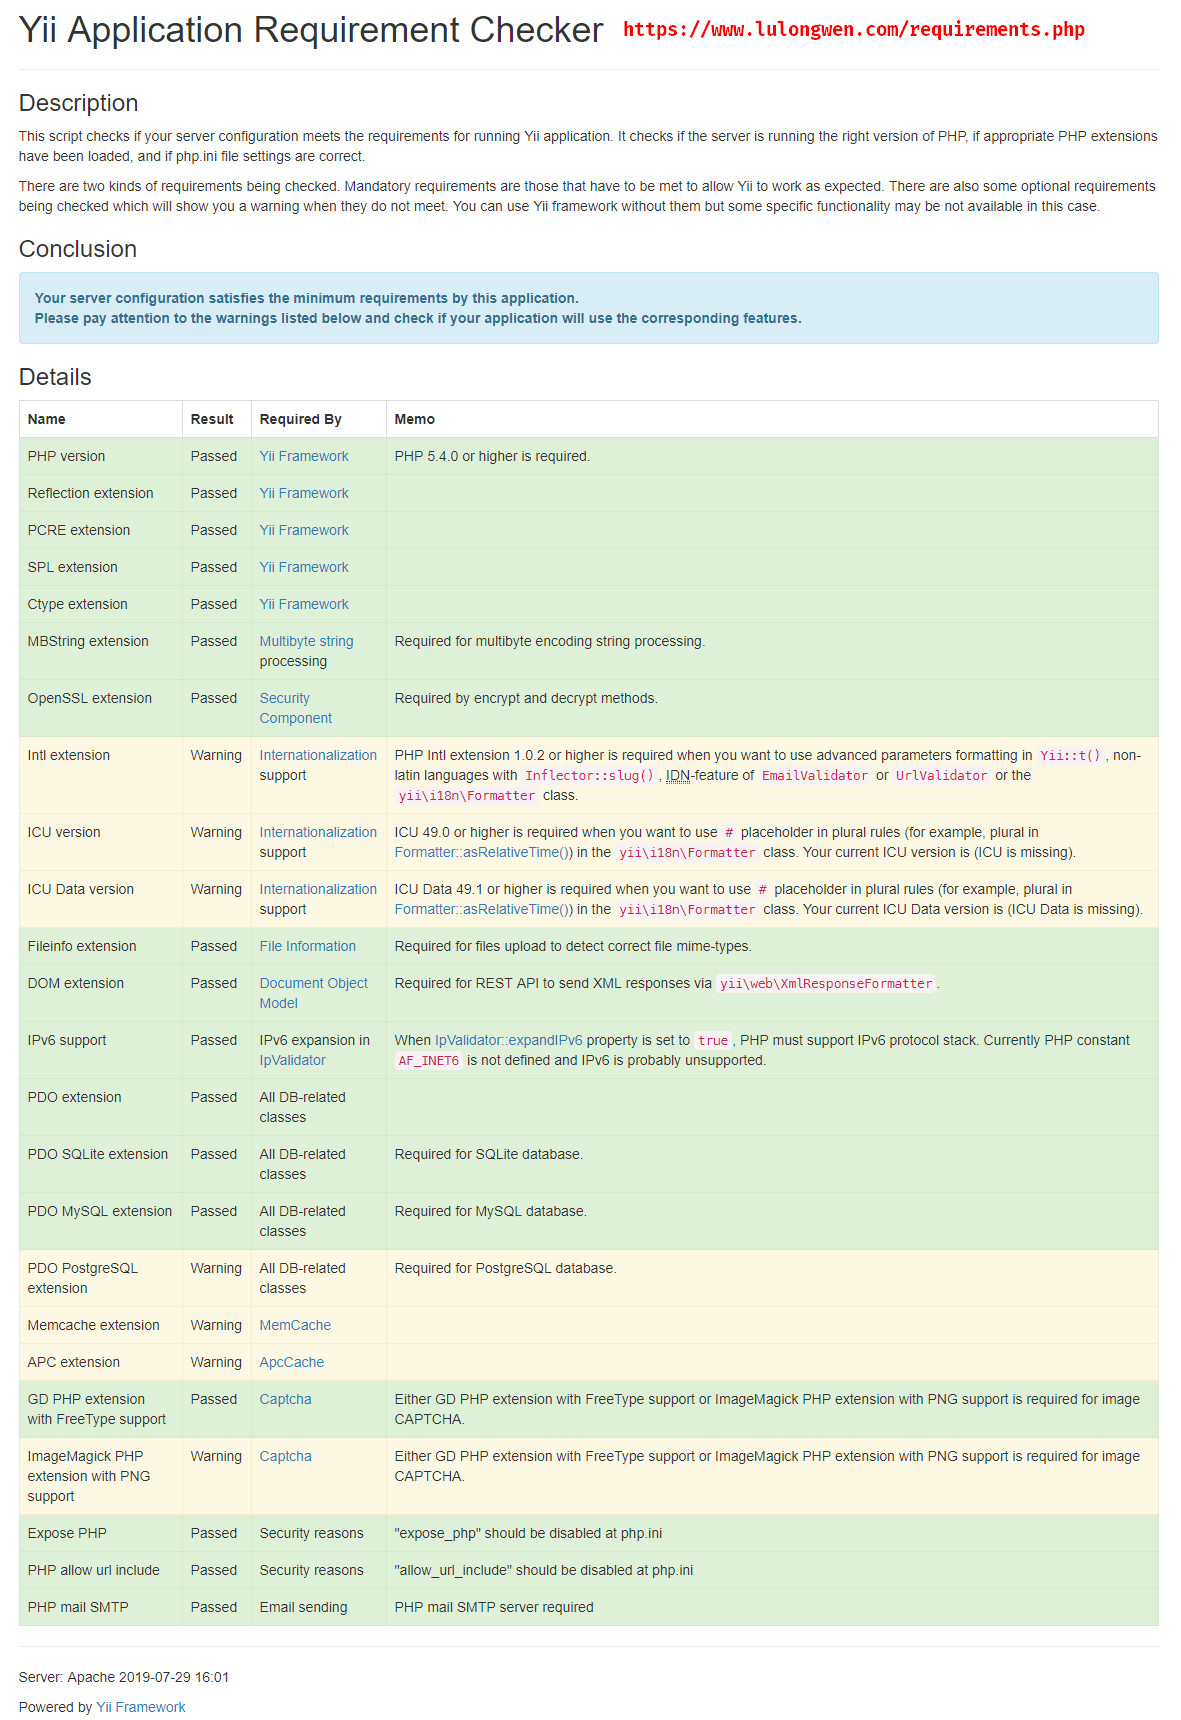 Yii Application Requirement Checker https://www.lulongwen.com/requirements.php
Description
This script checks if your server configuration meets the requirements for running Yii application. It checks if the server is running the right version of PHP, if appropriate PHP extensions
have been loaded, and if php.ini file settings are correct.
There are two kinds of requirements being checked. Mandatory requirements are those that have to be met to allow Yii to work as expected. There are also some optional requirements
being checked which will show you a warning when they do not meet. You can use Yii framework without them but some specific functionality may be not available in this case.
Conclusion
Your server configuration satisfies the minimum requirements by this application.
Please pay attention to the warnings listed below and check if your application will use the corresponding features.
Details
Name Result Required By Memo
PHP version Passed Yii Framework PHP 5.4.0 or higher is required.
Reflection extension Passed Yii Framework
PCRE extension Passed Yii Framework
SPL extension Passed Yii Framework
Ctype extension Passed Yii Framework
MBString extension Passed Multibyte string Required for multibyte encoding string processing.
processing
OpenSSL extension Passed Security Required by encrypt and decrypt methods.
Component
Intl extension Warning Internationalization PHP Intl extension 1.0.2 or higher is required when you want to use advanced parameters formatting in Yii::t() , non-
support latin languages with Inflector::slug() , IDN-feature of EmailValidator or UrlValidator or the
yii\i18n\Formatter class.
ICU version Warning Internationalization ICU 49.0 or higher is required when you want to use # placeholder in plural rules (for example, plural in
support Formatter::asRelativeTime()) in the yii\i18n\Formatter class. Your current ICU version is (ICU is missing).
ICU Data version Warning Internationalization ICU Data 49.1 or higher is required when you want to use # placeholder in plural rules (for example, plural in
support Formatter::asRelativeTime()) in the yii\i18n\Formatter class. Your current ICU Data version is (ICU Data is missing).
Fileinfo extension Passed File Information Required for files upload to detect correct file mime-types.
DOM extension Passed Document Object Required for REST API to send XML responses via yii\web\XmlResponseFormatter.
Model
IPv6 support Passed IPv6 expansion in When IpValidator::expandIPv6 property is set to true , PHP must support IPv6 protocol stack. Currently PHP constant
IpValidator AF_INET6 is not defined and IPv6 is probably unsupported.
PDO extension Passed All DB-related
classes
PDO SQLite extension Passed All DB-related Required for SQLite database.
classes
PDO MySQL extension Passed All DB-related Required for MySQL database.
classes
PDO PostgreSQL Warning All DB-related Required for PostgreSQL database.
extension classes
Memcache extension Warning MemCache
APC extension Warning ApcCache
GD PHP extension Passed Captcha Either GD PHP extension with FreeType support or ImageMagick PHP extension with PNG support is required for image
with FreeType support CAPTCHA.
ImageMagick PHP Warning Captcha Either GD PHP extension with FreeType support or ImageMagick PHP extension with PNG support is required for image
extension with PNG CAPTCHA.
support
Expose PHP Passed Security reasons "expose_php" should be disabled at php.ini
PHP allow url include Passed Security reasons "allow_url_include" should be disabled at php.ini
PHP mail SMTP Passed Email sending PHP mail SMTP server required
Server: Apache 2019-07-29 16:01
Powered by Yii Framework